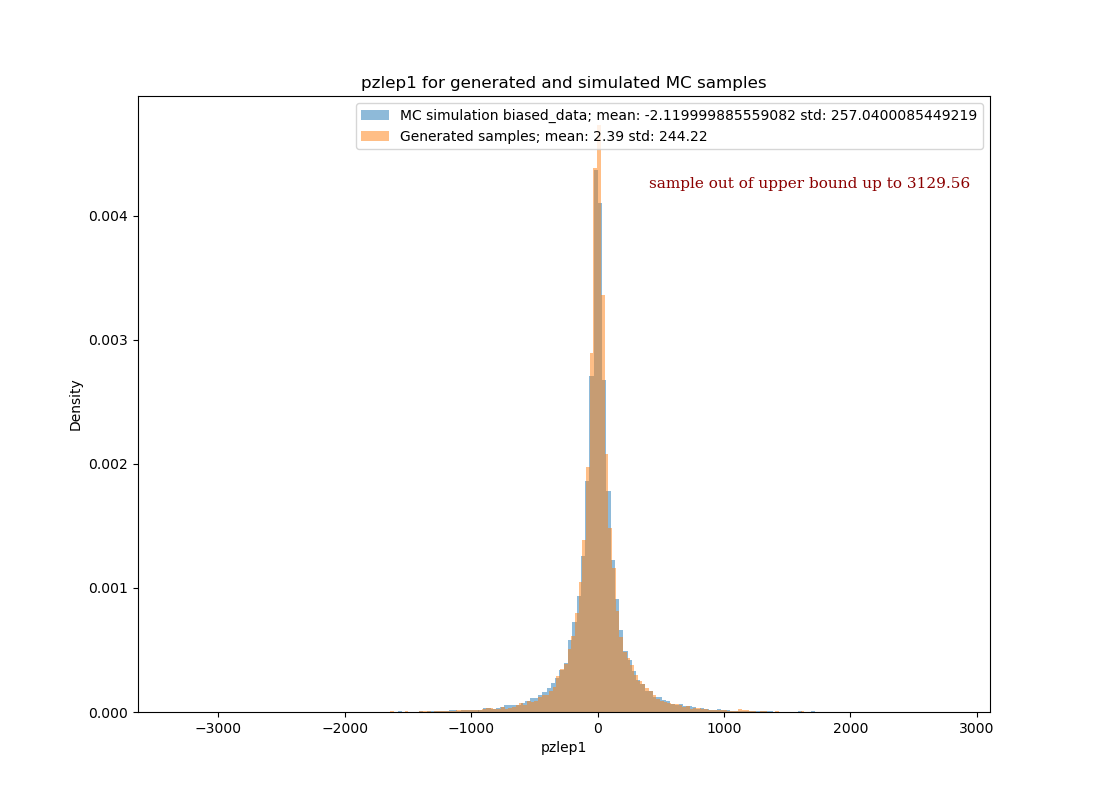 pzlep1 for generated and simulated MC samples
MC simulation biased_data; mean: -2.119999885559082 std: 257.0400085449219
Generated samples; mean: 2.39 std: 244.22
sample out of upper bound up to 3129.56
0.004
0.003
0.002
0.001
0.000
Density
−3000 −2000 −1000 0 1000 2000 3000
pzlep1